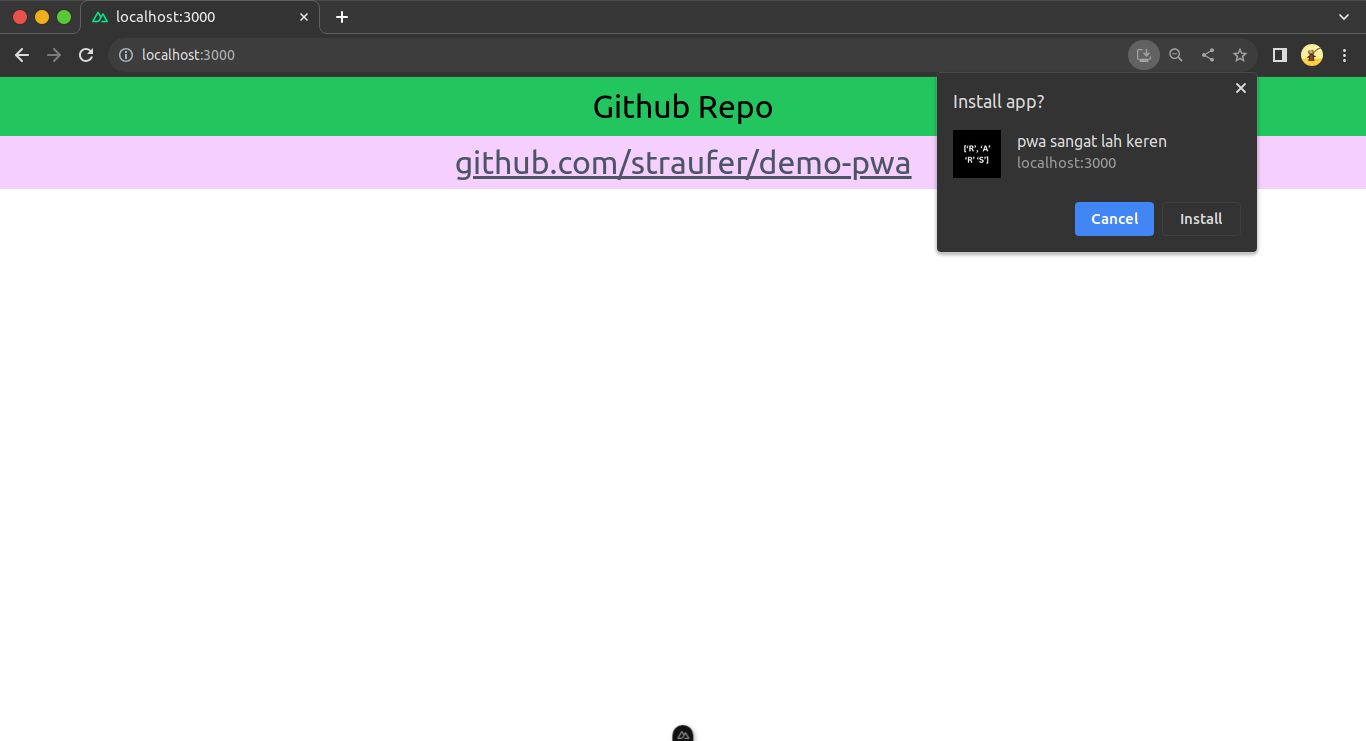 localhost:3000
localhost:3000
Github Repo
github.com/straufer/demo-pwa
Install app?
['R', 'A'
'R' 'S']
pwa sangat lah keren
localhost:3000
Cancel Install